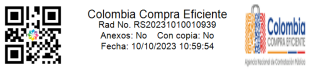 Colombia Compra Eficiente
Rad No. RS20231010010939
Anexos: No Con copia: No
Fecha: 10/10/2023 10:59:54
Colombia
COMPRA EFICIENTE
Agencia Nacional de Contratación Pública